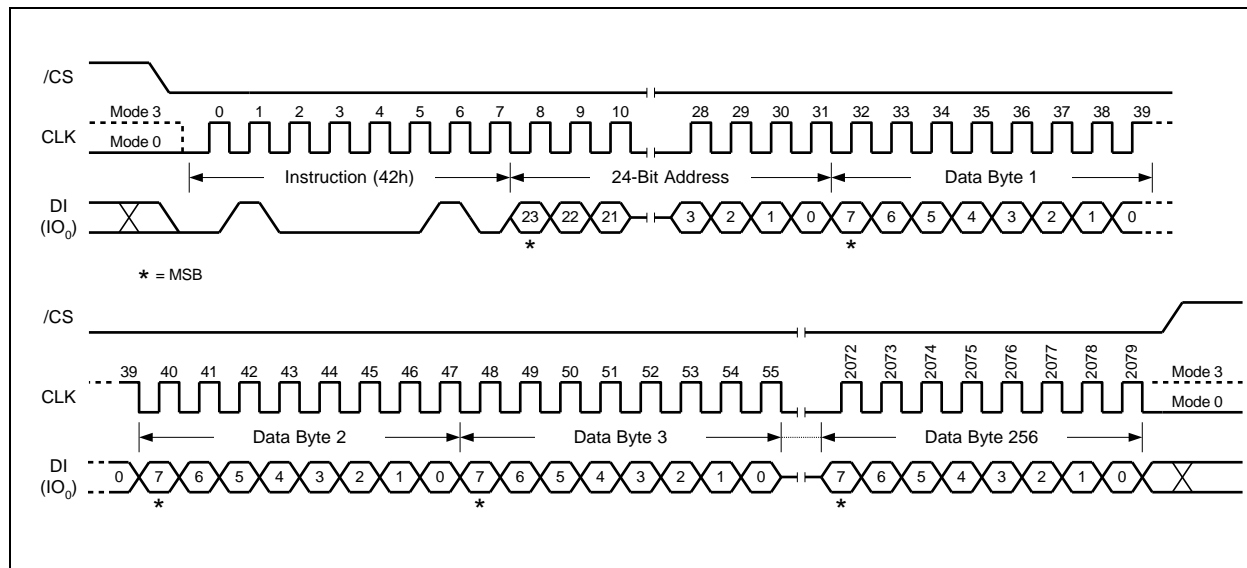 /CS
Mode 3
0 1 2 3 4 5 6 7 8 9 10 28 29 30 31 32 33 34 35 36 37 38 39
CLK
Mode 0
Instruction (42h) 24-Bit Address Data Byte 1
DI
(IO0)
23 22 21 3 2 1 0 7 6 5 4 3 2 1 0
* *
* = MSB
/CS
39 40 41 42 43 44 45 46 47 48 49 50 51 52 53 54 55 2072 2073 2074 2075 2076 2077 2078 2079
Mode 3
CLK
Mode 0
Data Byte 2 Data Byte 3 Data Byte 256
DI
(IO0)
0 7 6 5 4 3 2 1 0 7 6 5 4 3 2 1 0 7 6 5 4 3 2 1 0
* * *